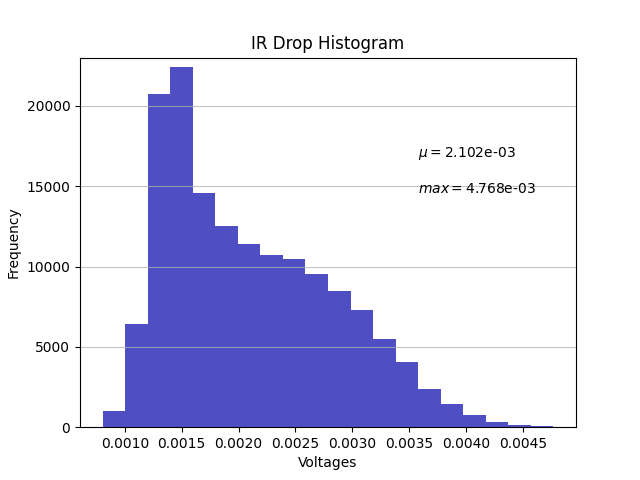 IR Drop Histogram
20000
15000
10000
5000
0
Frequency
μ = 2.102e-03
max = 4.768e-03
0.0010 0.0015 0.0020 0.0025 0.0030 0.0035 0.0040 0.0045
Voltages